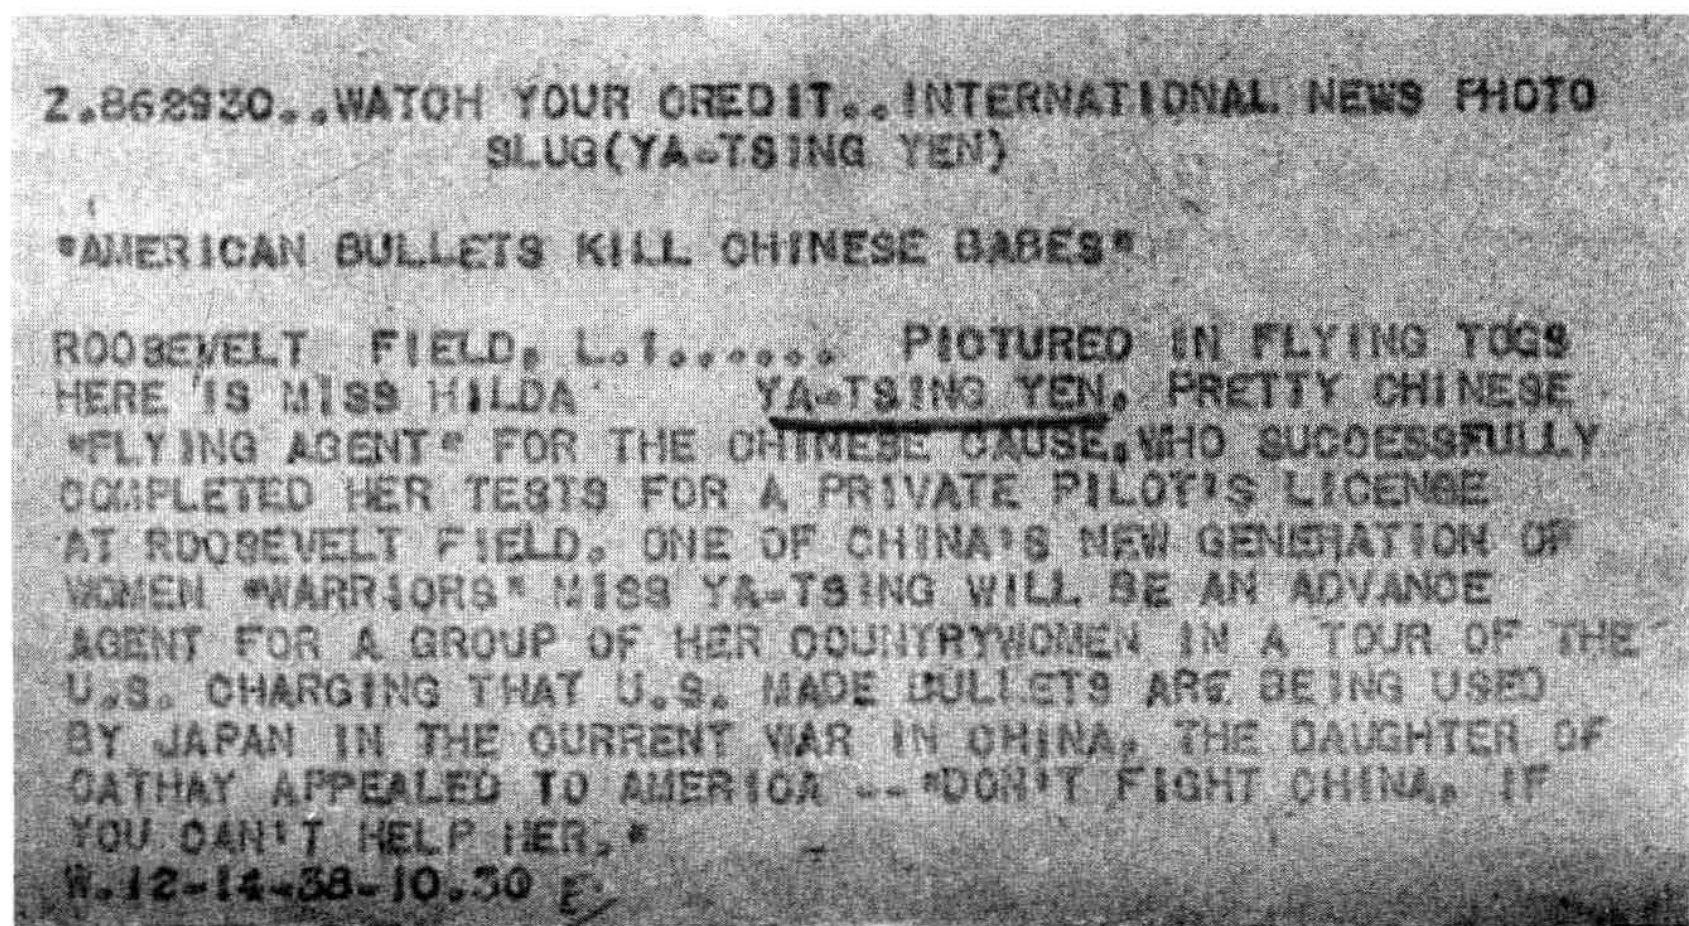 Z.862930..WATCH YOUR CREDIT..INTERNATIONAL NEWS PHOTO
SLUG(YA-TSING YEN)
"AMERICAN BULLETS KILL CHINESE BABES"
ROOSEVELT FIELD, L.I...... PICTURED IN FLYING TOGS
HERE IS MISS HILDA YA-TSING YEN, PRETTY CHINESE
"FLYING AGENT" FOR THE CHINESE CAUSE,WHO SUCCESSFULLY
COMPLETED HER TESTS FOR A PRIVATE PILOT'S LICENSE
AT ROOSEVELT FIELD. ONE OF CHINA'S NEW GENERATION OF
WOMEN "WARRIORS" MISS YA-TSING WILL BE AN ADVANCE
AGENT FOR A GROUP OF HER COUNTRYWOMEN IN A TOUR OF THE
U.S. CHARGING THAT U.S. MADE BULLETS ARE BEING USED
BY JAPAN IN THE CURRENT WAR IN CHINA. THE DAUGHTER OF
CATHAY APPEALED TO AMERICA --"DON'T FIGHT CHINA, IF
YOU CAN'T HELP HER."
W.12-14-38-10.30 E